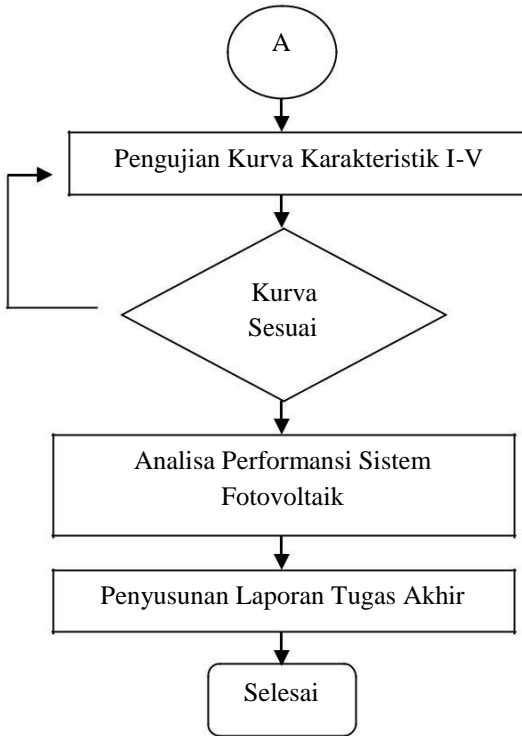 A
Pengujian Kurva Karakteristik I-V
Kurva
Sesuai
Analisa Performansi Sistem
Fotovoltaik
Penyusunan Laporan Tugas Akhir
Selesai